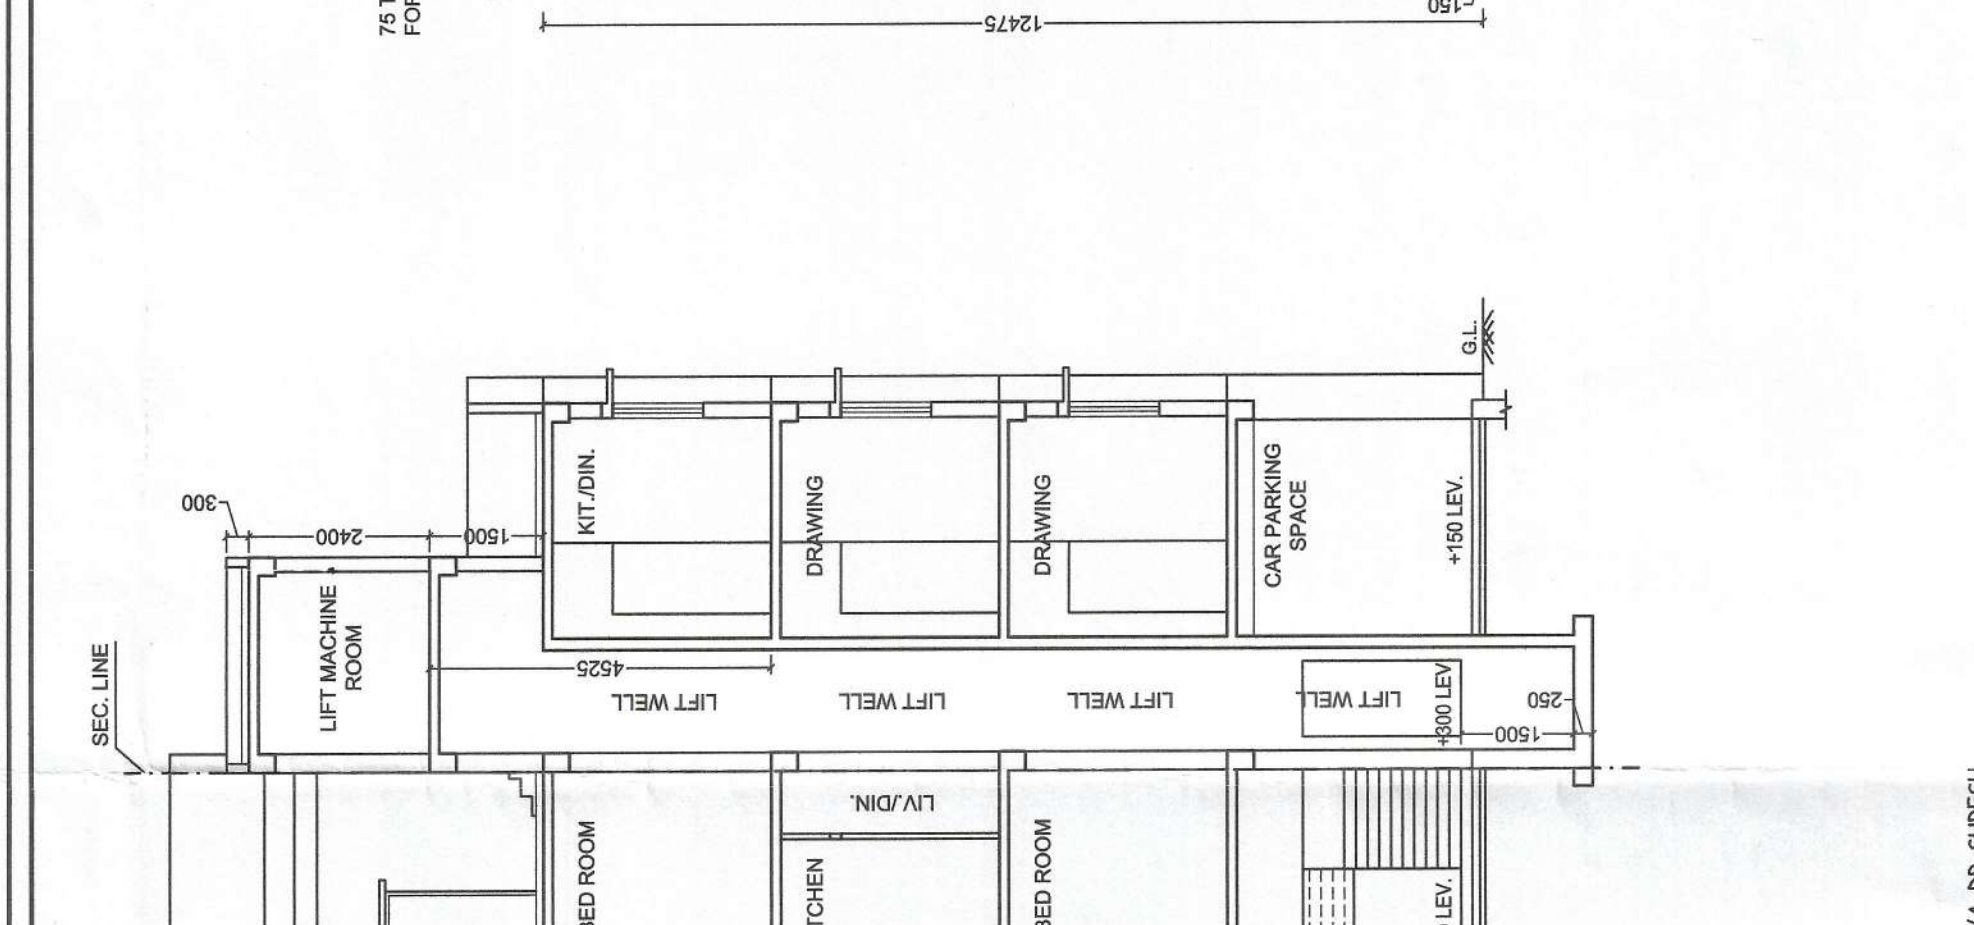 75 T
FOR
12475
150
G.L.
300
2400
1500
KIT./DIN.
DRAWING
DRAWING
CAR PARKING
SPACE
+150 LEV.
SEC. LINE
LIFT MACHINE
ROOM
4525
LIFT WELL
LIFT WELL
LIFT WELL
LIFT WELL
+300 LEV
1500
250
LIV./DIN.
BED ROOM
TCHEN
BED ROOM
LEV.